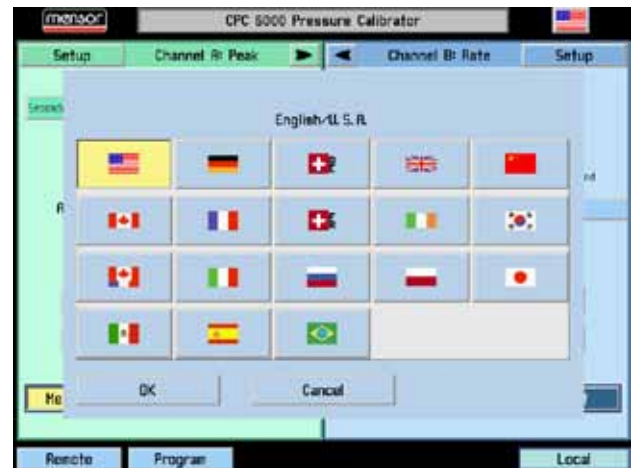 mensor
CPC 6000 Pressure Calibrator
Setup
Channel A: Peak
Channel B: Rate
Setup
English/U.S.A.
OK
Cancel
Remote
Program
Local